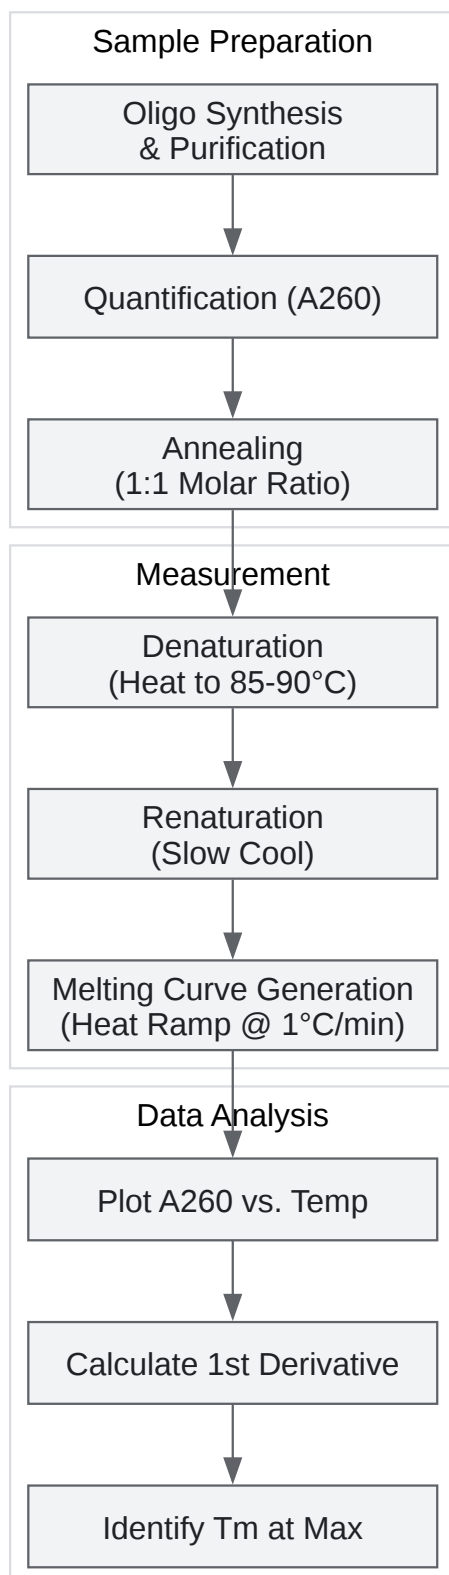 Sample Preparation
Oligo Synthesis
& Purification
Quantification (A260)
Annealing
(1:1 Molar Ratio)
Measurement
Denaturation
(Heat to 85-90°C)
Renaturation
(Slow Cool)
Melting Curve Generation
(Heat Ramp @ 1°C/min)
Data Analysis
Plot A260 vs. Temp
Calculate 1st Derivative
Identify Tm at Max